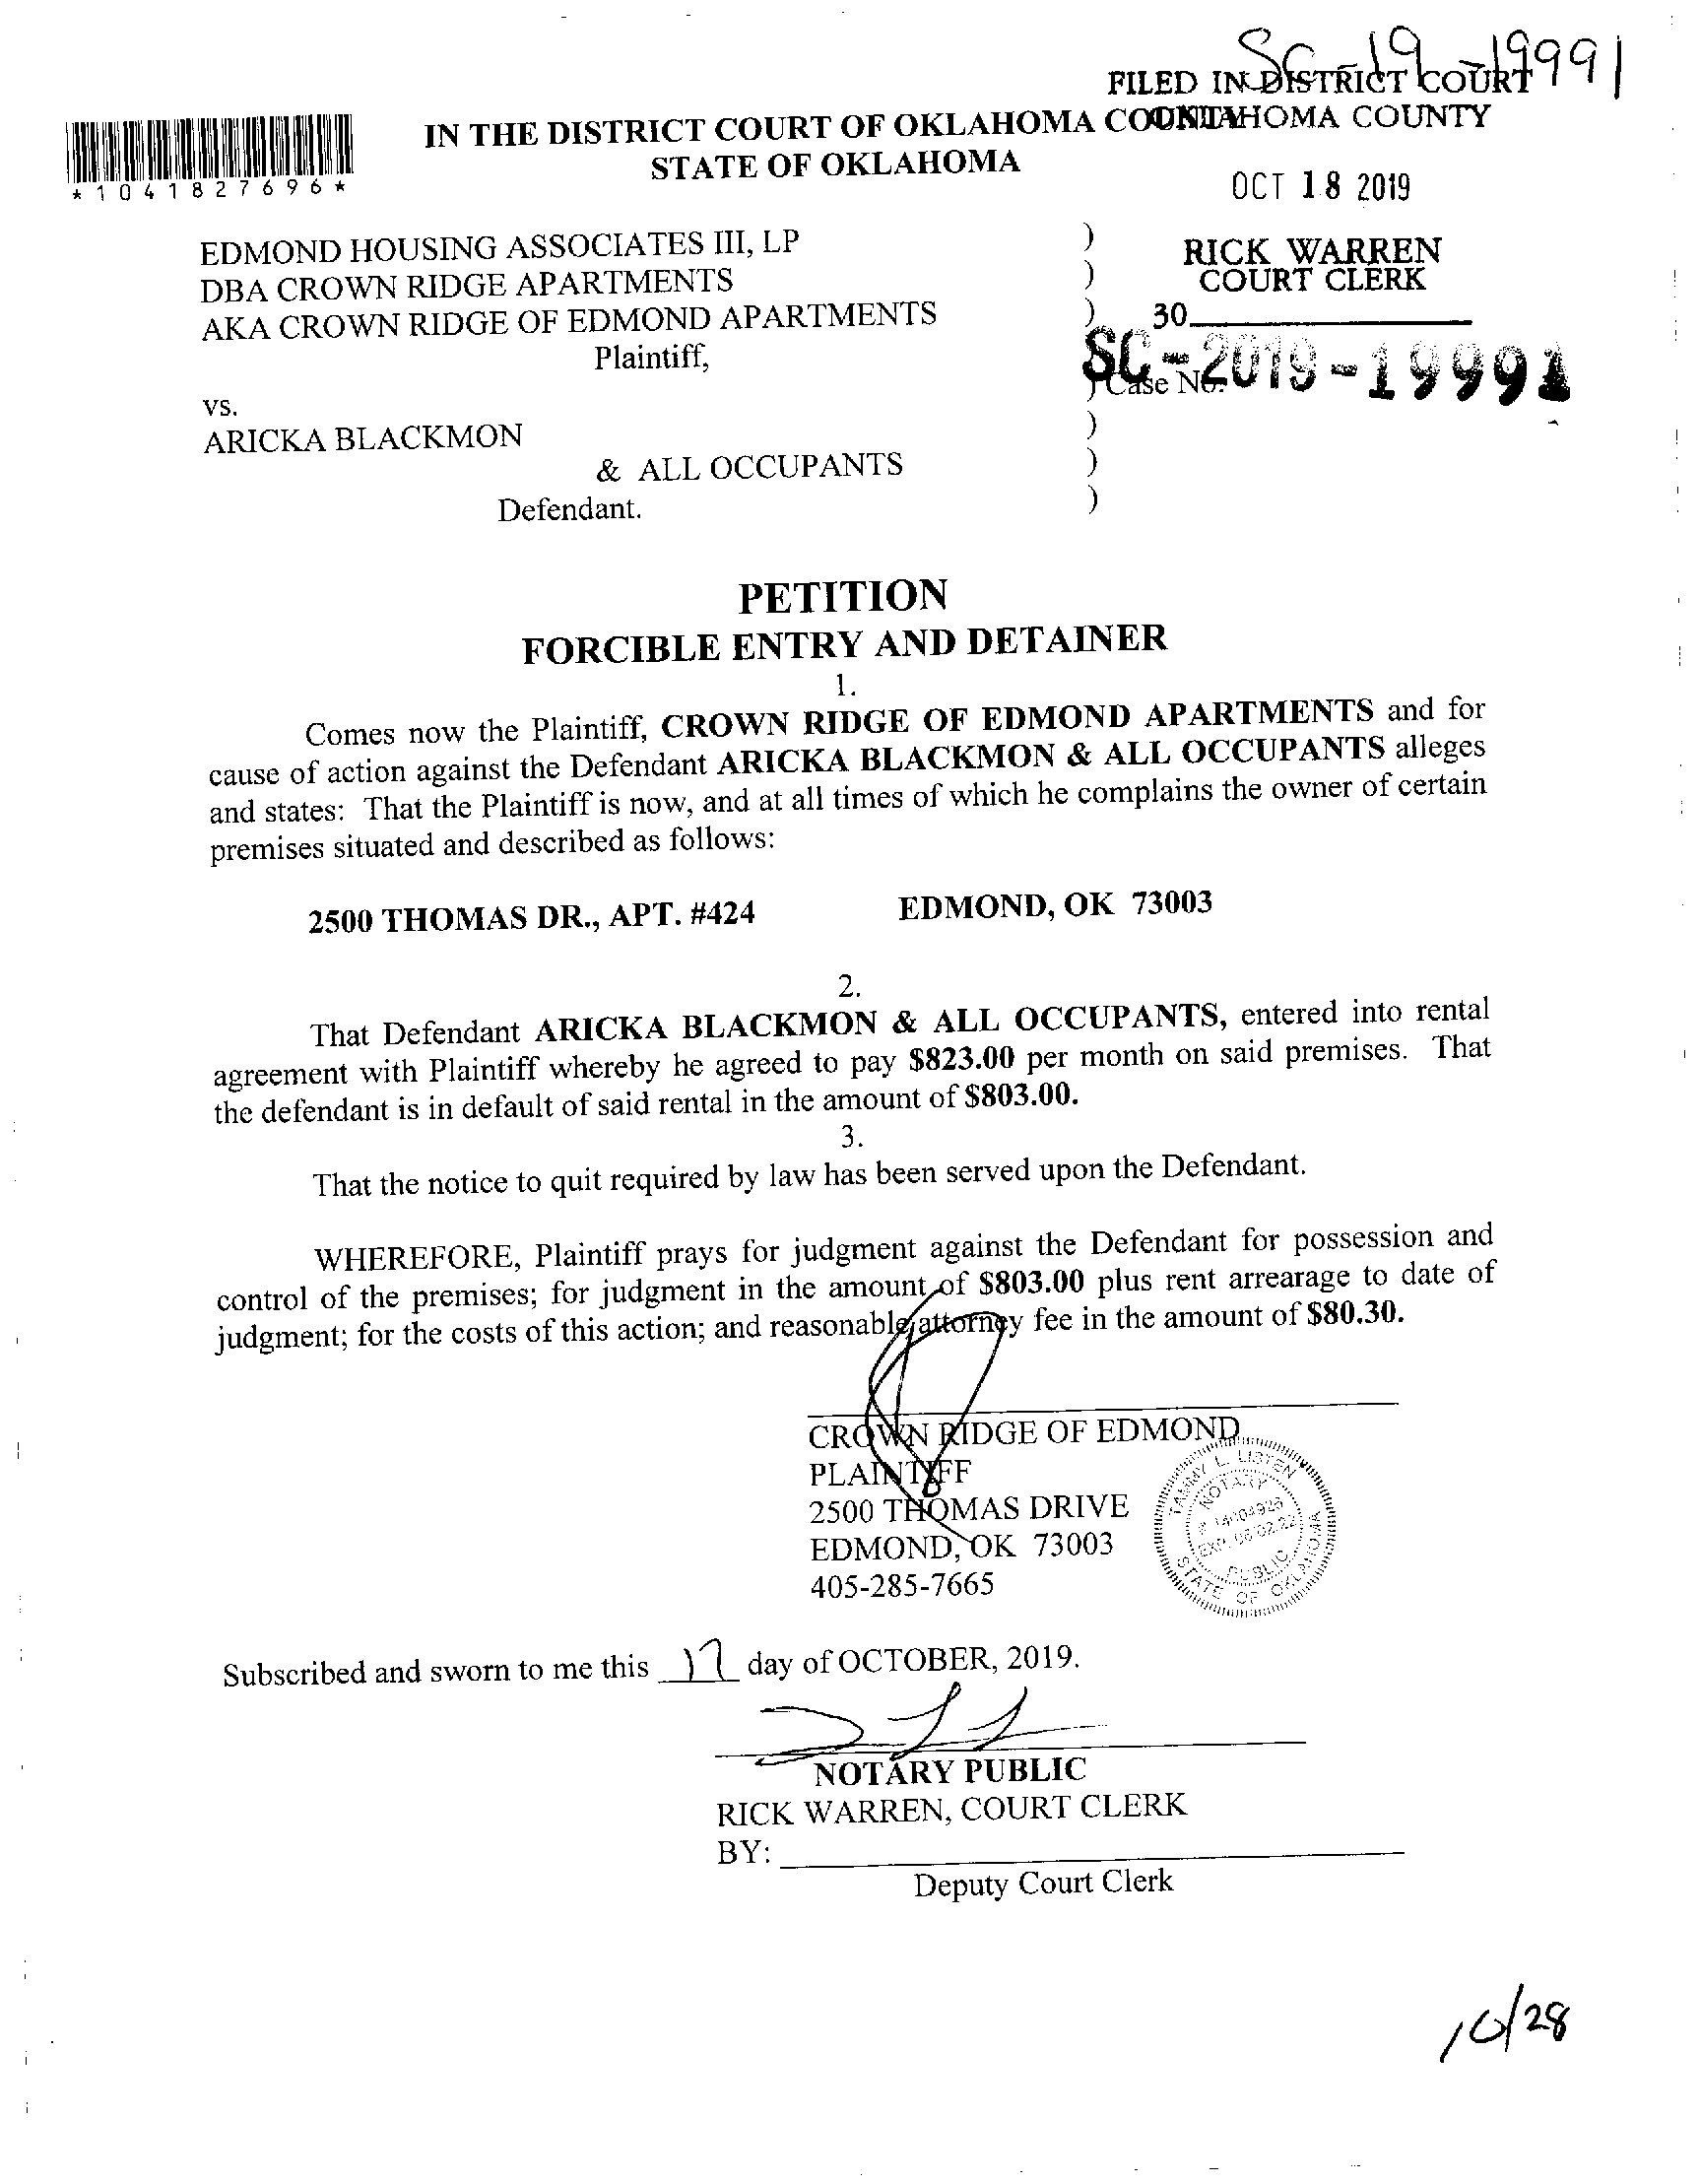 SC-19-19991
FILED IN DISTRICT COURT
OKLAHOMA COUNTY
IN THE DISTRICT COURT OF OKLAHOMA COUNTY
STATE OF OKLAHOMA
*1041827696*
OCT 18 2019
EDMOND HOUSING ASSOCIATES III, LP )
DBA CROWN RIDGE APARTMENTS )
AKA CROWN RIDGE OF EDMOND APARTMENTS )
Plaintiff,
RICK WARREN
COURT CLERK
30
) Case No.
SC-2019-19991
vs. )
ARICKA BLACKMON )
& ALL OCCUPANTS )
Defendant.
PETITION
FORCIBLE ENTRY AND DETAINER
1.
Comes now the Plaintiff, CROWN RIDGE OF EDMOND APARTMENTS and for
cause of action against the Defendant ARICKA BLACKMON & ALL OCCUPANTS alleges
and states: That the Plaintiff is now, and at all times of which he complains the owner of certain
premises situated and described as follows:
2500 THOMAS DR., APT. #424 EDMOND, OK 73003
2.
That Defendant ARICKA BLACKMON & ALL OCCUPANTS, entered into rental
agreement with Plaintiff whereby he agreed to pay $823.00 per month on said premises. That
the defendant is in default of said rental in the amount of $803.00.
3.
That the notice to quit required by law has been served upon the Defendant.
WHEREFORE, Plaintiff prays for judgment against the Defendant for possession and
control of the premises; for judgment in the amount of $803.00 plus rent arrearage to date of
judgment; for the costs of this action; and reasonable attorney fee in the amount of $80.30.
CROWN RIDGE OF EDMOND
PLAINTIFF
2500 THOMAS DRIVE
EDMOND, OK 73003
405-285-7665
TAMMY L. LISTEN
NOTARY
# 14004926
EXP. 06-02-22
PUBLIC
STATE OF OKLAHOMA
Subscribed and sworn to me this 17 day of OCTOBER, 2019.
NOTARY PUBLIC
RICK WARREN, COURT CLERK
BY:
Deputy Court Clerk
10/28